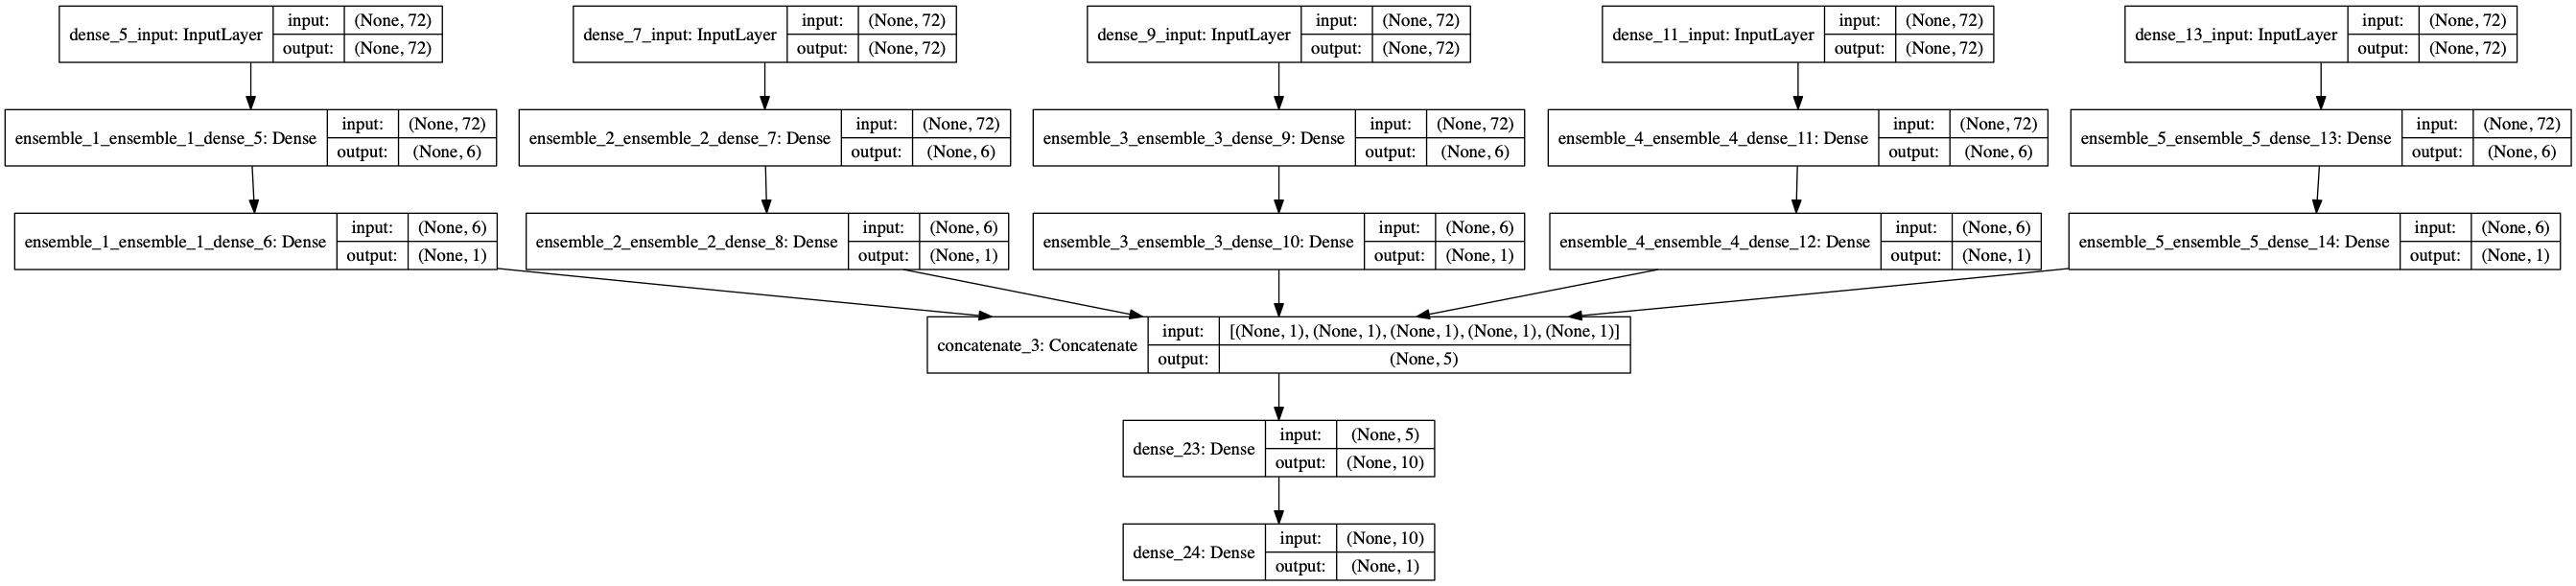 dense_5_input: InputLayer input: (None, 72) output: (None, 72)
dense_7_input: InputLayer input: (None, 72) output: (None, 72)
dense_9_input: InputLayer input: (None, 72) output: (None, 72)
dense_11_input: InputLayer input: (None, 72) output: (None, 72)
dense_13_input: InputLayer input: (None, 72) output: (None, 72)
ensemble_1_ensemble_1_dense_5: Dense input: (None, 72) output: (None, 6)
ensemble_2_ensemble_2_dense_7: Dense input: (None, 72) output: (None, 6)
ensemble_3_ensemble_3_dense_9: Dense input: (None, 72) output: (None, 6)
ensemble_4_ensemble_4_dense_11: Dense input: (None, 72) output: (None, 6)
ensemble_5_ensemble_5_dense_13: Dense input: (None, 72) output: (None, 6)
ensemble_1_ensemble_1_dense_6: Dense input: (None, 6) output: (None, 1)
ensemble_2_ensemble_2_dense_8: Dense input: (None, 6) output: (None, 1)
ensemble_3_ensemble_3_dense_10: Dense input: (None, 6) output: (None, 1)
ensemble_4_ensemble_4_dense_12: Dense input: (None, 6) output: (None, 1)
ensemble_5_ensemble_5_dense_14: Dense input: (None, 6) output: (None, 1)
concatenate_3: Concatenate input: [(None, 1), (None, 1), (None, 1), (None, 1), (None, 1)] output: (None, 5)
dense_23: Dense input: (None, 5) output: (None, 10)
dense_24: Dense input: (None, 10) output: (None, 1)